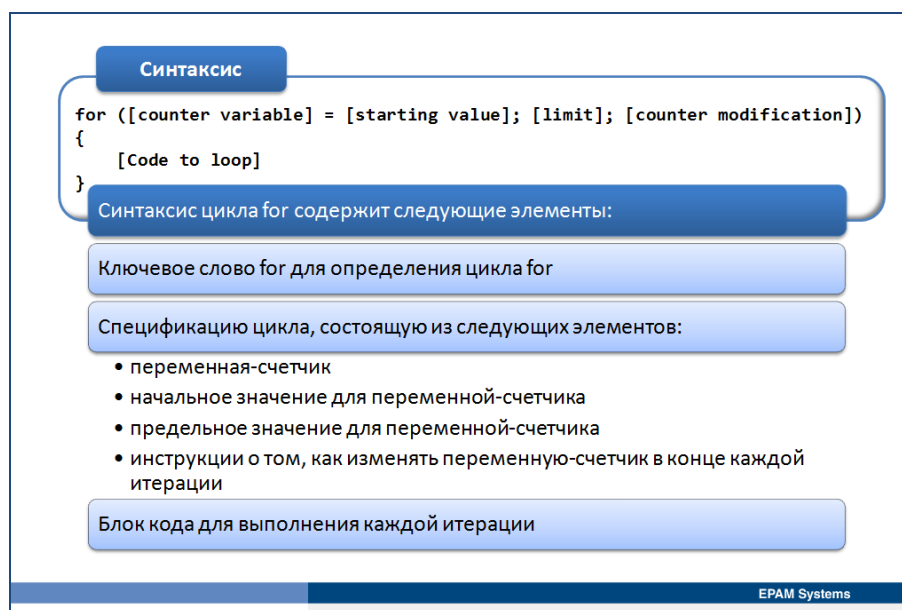 Синтаксис
for ([counter variable] = [starting value]; [limit]; [counter modification])
{
[Code to loop]
}
Синтаксис цикла for содержит следующие элементы:
Ключевое слово for для определения цикла for
Спецификацию цикла, состоящую из следующих элементов:
• переменная-счетчик
• начальное значение для переменной-счетчика
• предельное значение для переменной-счетчика
• инструкции о том, как изменять переменную-счетчик в конце каждой
итерации
Блок кода для выполнения каждой итерации
EPAM Systems